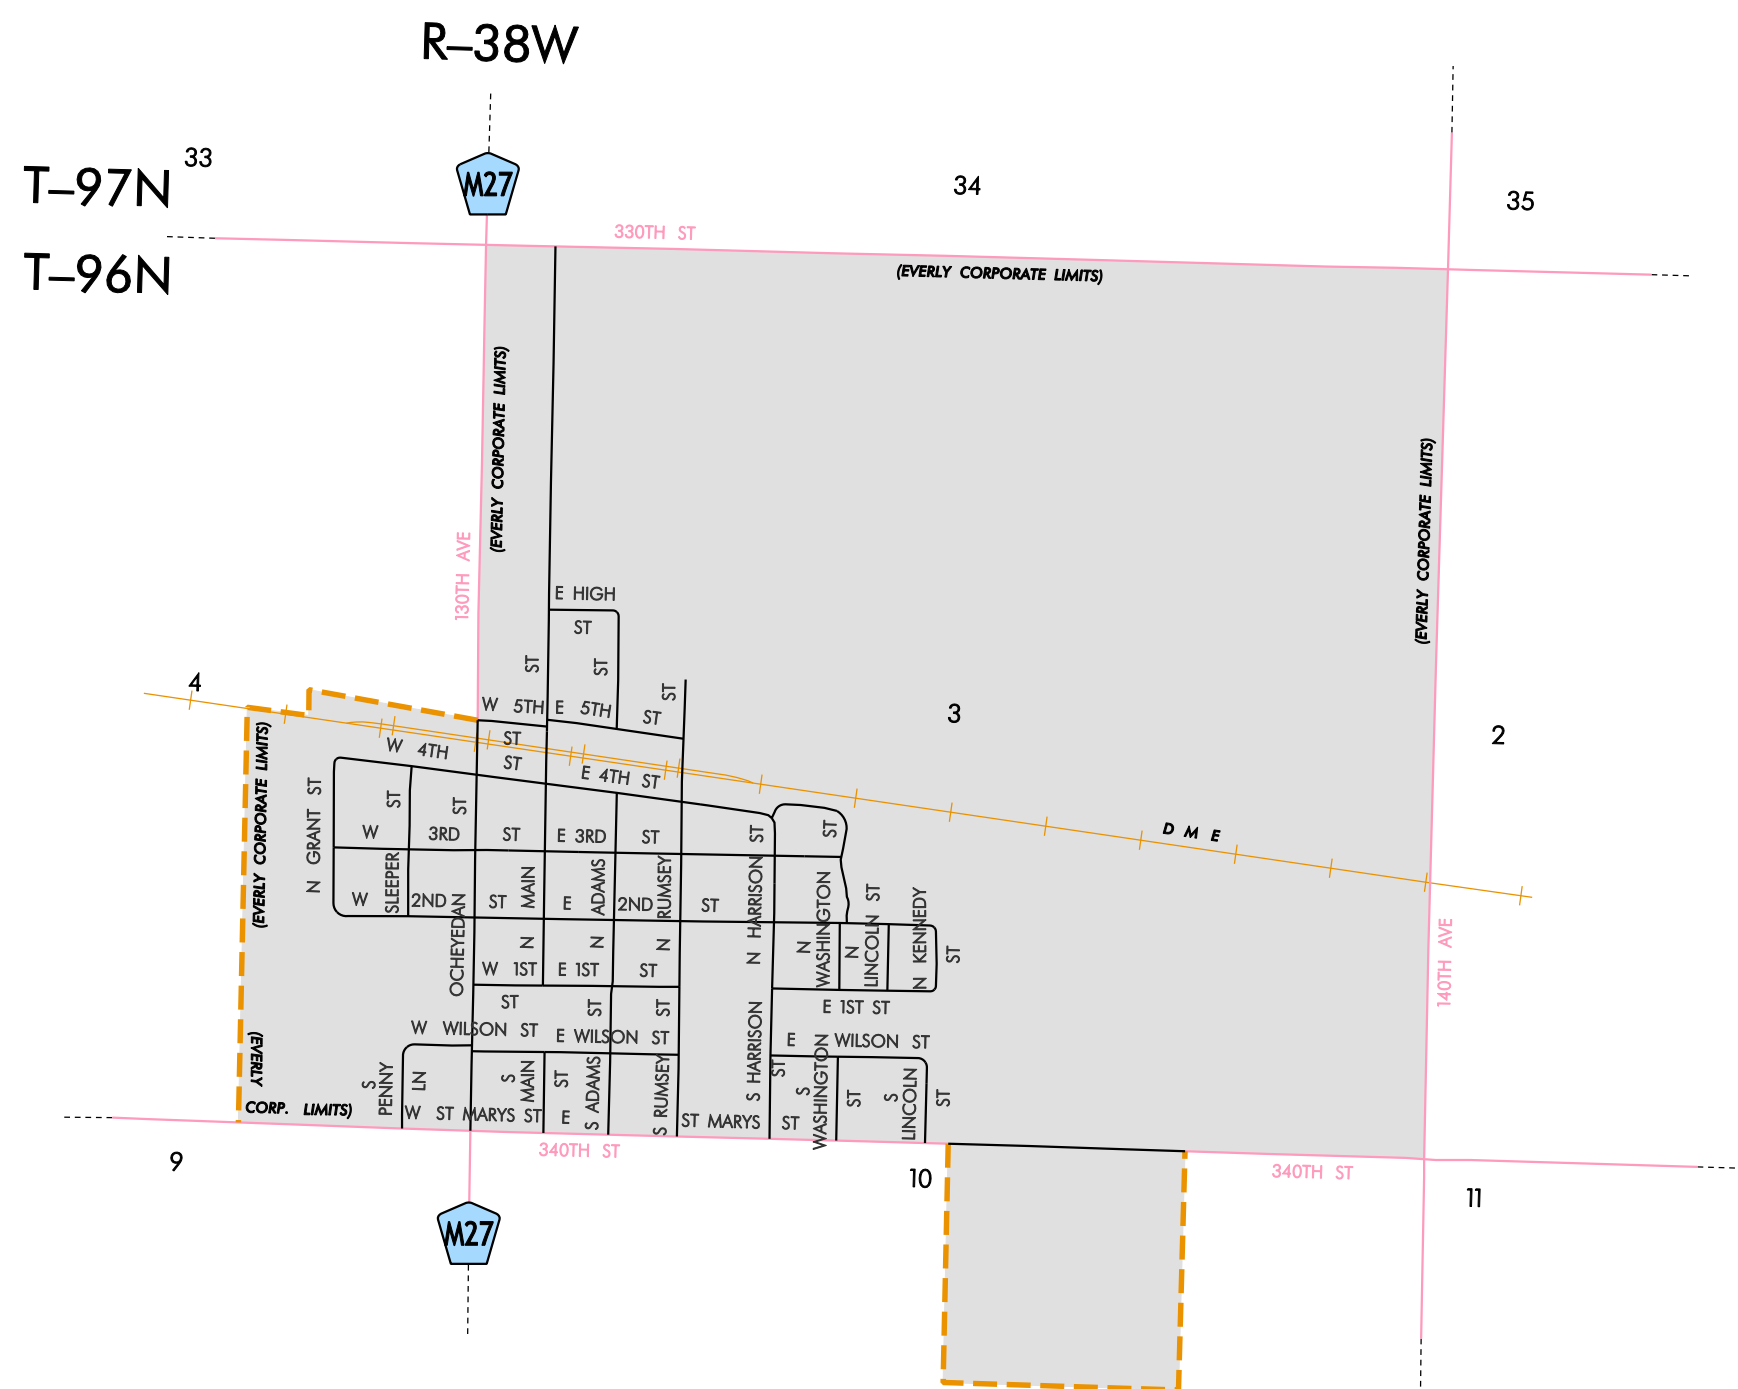 R–38W
33
T–97N
M27
34
35
330TH ST
T–96N
(EVERLY CORPORATE LIMITS)
(EVERLY CORPORATE LIMITS)
(EVERLY CORPORATE LIMITS)
130TH AVE
E HIGH
ST
ST
ST
ST
4
W 5TH
E 5TH
ST
3
2
ST
W 4TH
ST
E 4TH ST
(EVERLY CORPORATE LIMITS)
N GRANT ST
ST
ST
W 3RD ST
E 3RD ST
ST
ST
D M E
SLEEPER
OCHEYEDAN
N MAIN
N ADAMS
N RUMSEY
N HARRISON
N WASHINGTON
N LINCOLN ST
N KENNEDY
ST
W 2ND ST
E 2ND ST
140TH AVE
W 1ST
E 1ST ST
ST
ST
ST
E 1ST ST
W WILSON ST
E WILSON ST
E WILSON ST
(EVERLY
CORP. LIMITS)
S PENNY
LN
S MAIN
ST
S ADAMS
S RUMSEY
S HARRISON
ST
S WASHINGTON
ST
S LINCOLN
ST
W ST MARYS ST
E ST MARYS ST
340TH ST
9
10
340TH ST
11
M27